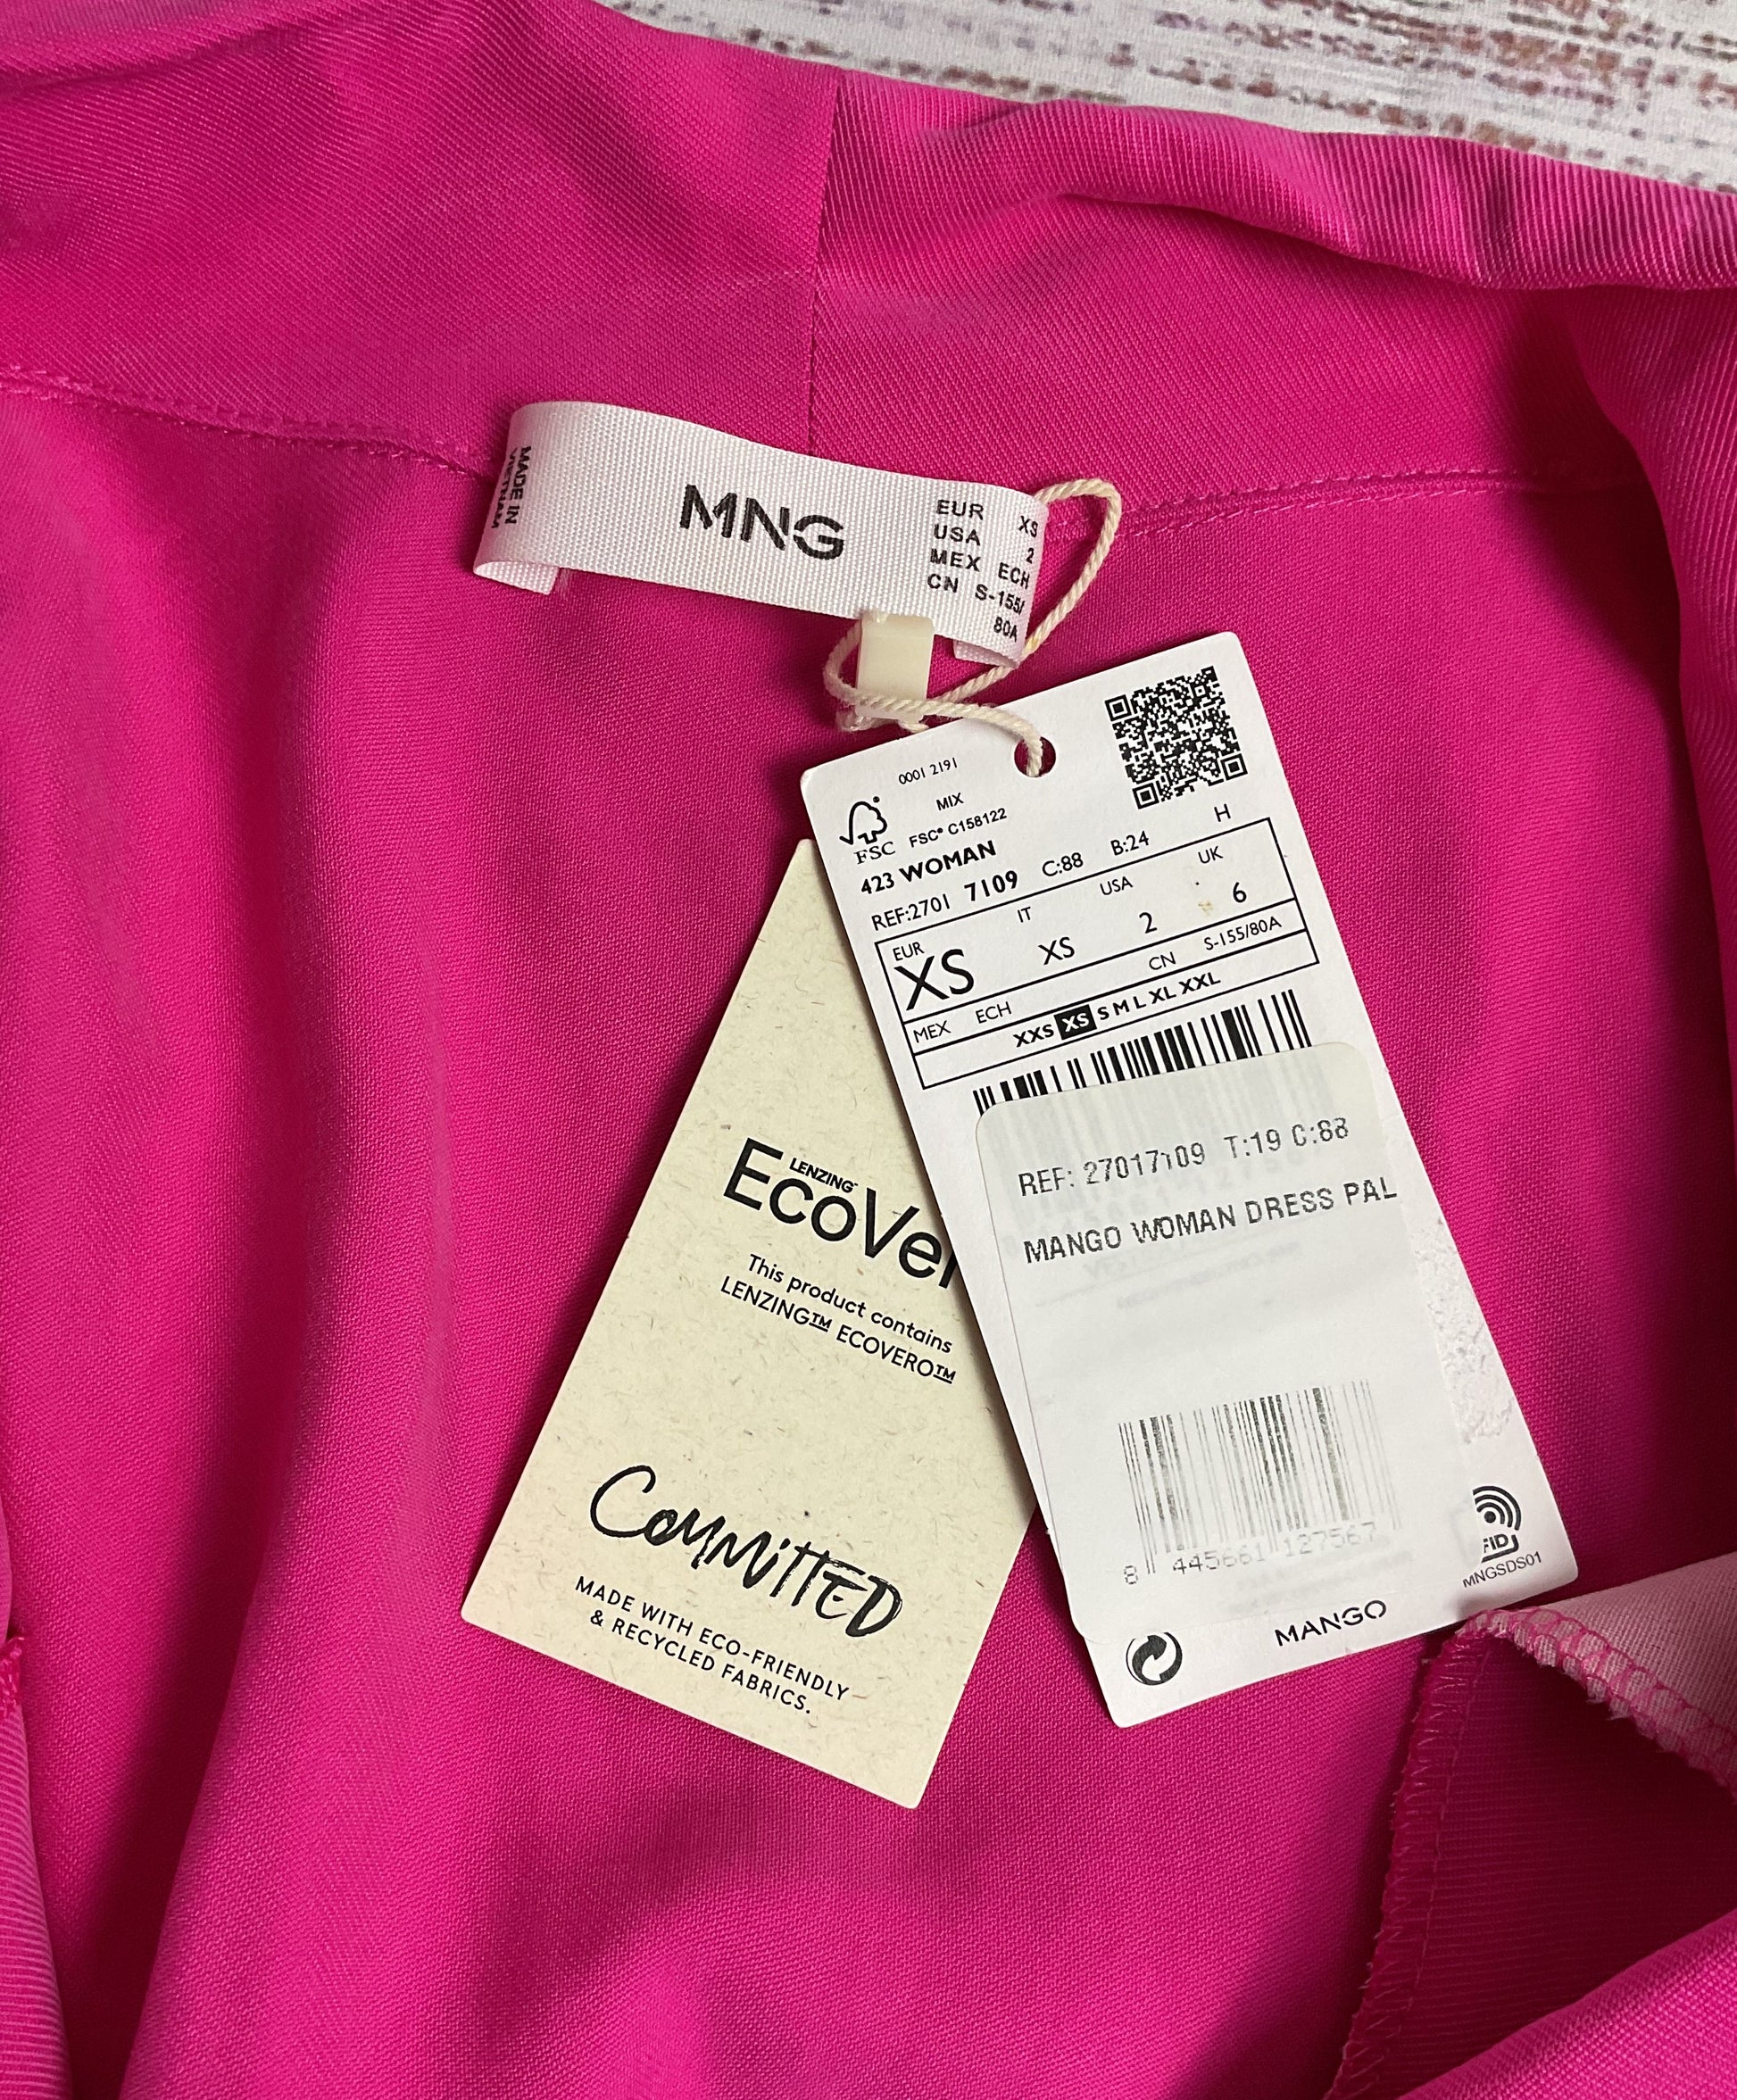 MADE IN
VIETNAM
MNG
EUR XS
USA 2
MEX ECH
CN S-155/
80A
0001 2191
MIX
FSC FSC® C158122
423 WOMAN
REF:2701 7109 C:88 B:24 H
EUR IT USA UK
XS XS 2 6
MEX ECH CN S-155/80A
XXS XS S M L XL XXL
REF: 27017109 T:19 C:88
MANGO WOMAN DRESS PAL
8 445661 127567
FID
MNGSDS01
MANGO
LENZING™
EcoVer
This product contains
LENZING™ ECOVERO™
COMMITTED
MADE WITH ECO-FRIENDLY
& RECYCLED FABRICS.